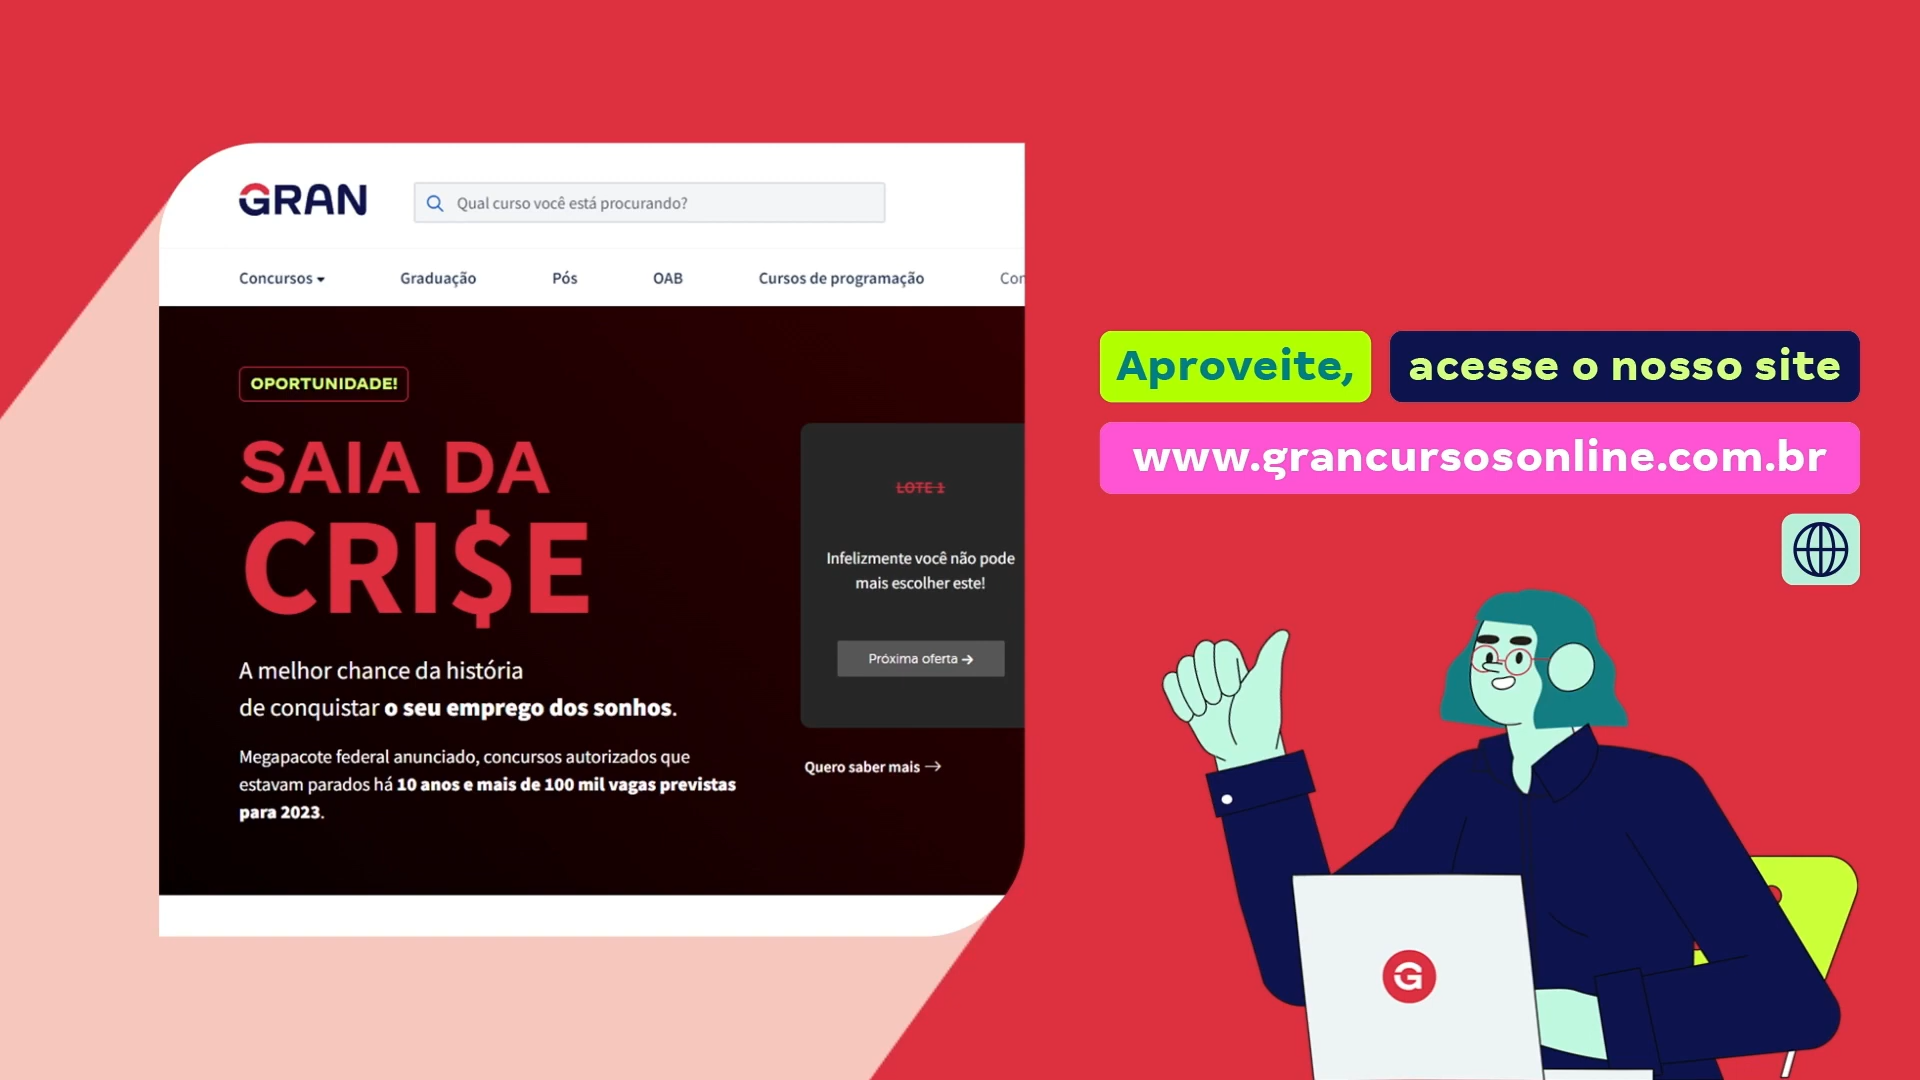 GRAN
Qual curso você está procurando?
Concursos Graduação Pós OAB Cursos de programação Con
OPORTUNIDADE!
SAIA DA
CRI$E
A melhor chance da história
de conquistar o seu emprego dos sonhos.
Megapacote federal anunciado, concursos autorizados que
estavam parados há 10 anos e mais de 100 mil vagas previstas
para 2023.
LOTE 1
Infelizmente você não pode
mais escolher este!
Próxima oferta →
Quero saber mais →
Aproveite, acesse o nosso site
www.grancursosonline.com.br
G